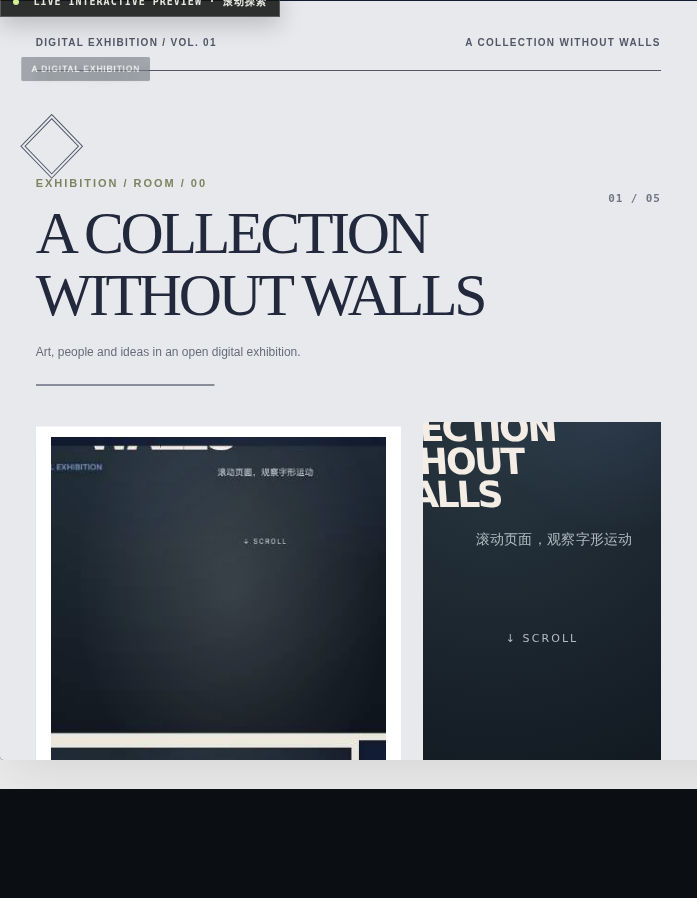 LIVE INTERACTIVE PREVIEW · 滚动探索
DIGITAL EXHIBITION / VOL. 01
A COLLECTION WITHOUT WALLS
A DIGITAL EXHIBITION
EXHIBITION / ROOM / 00
01 / 05
A COLLECTION
WITHOUT WALLS
Art, people and ideas in an open digital exhibition.
WALLS
L EXHIBITION
滚动页面，观察字形运动
↓ SCROLL
ECTION
HOUT
ALLS
滚动页面，观察字形运动
↓ SCROLL